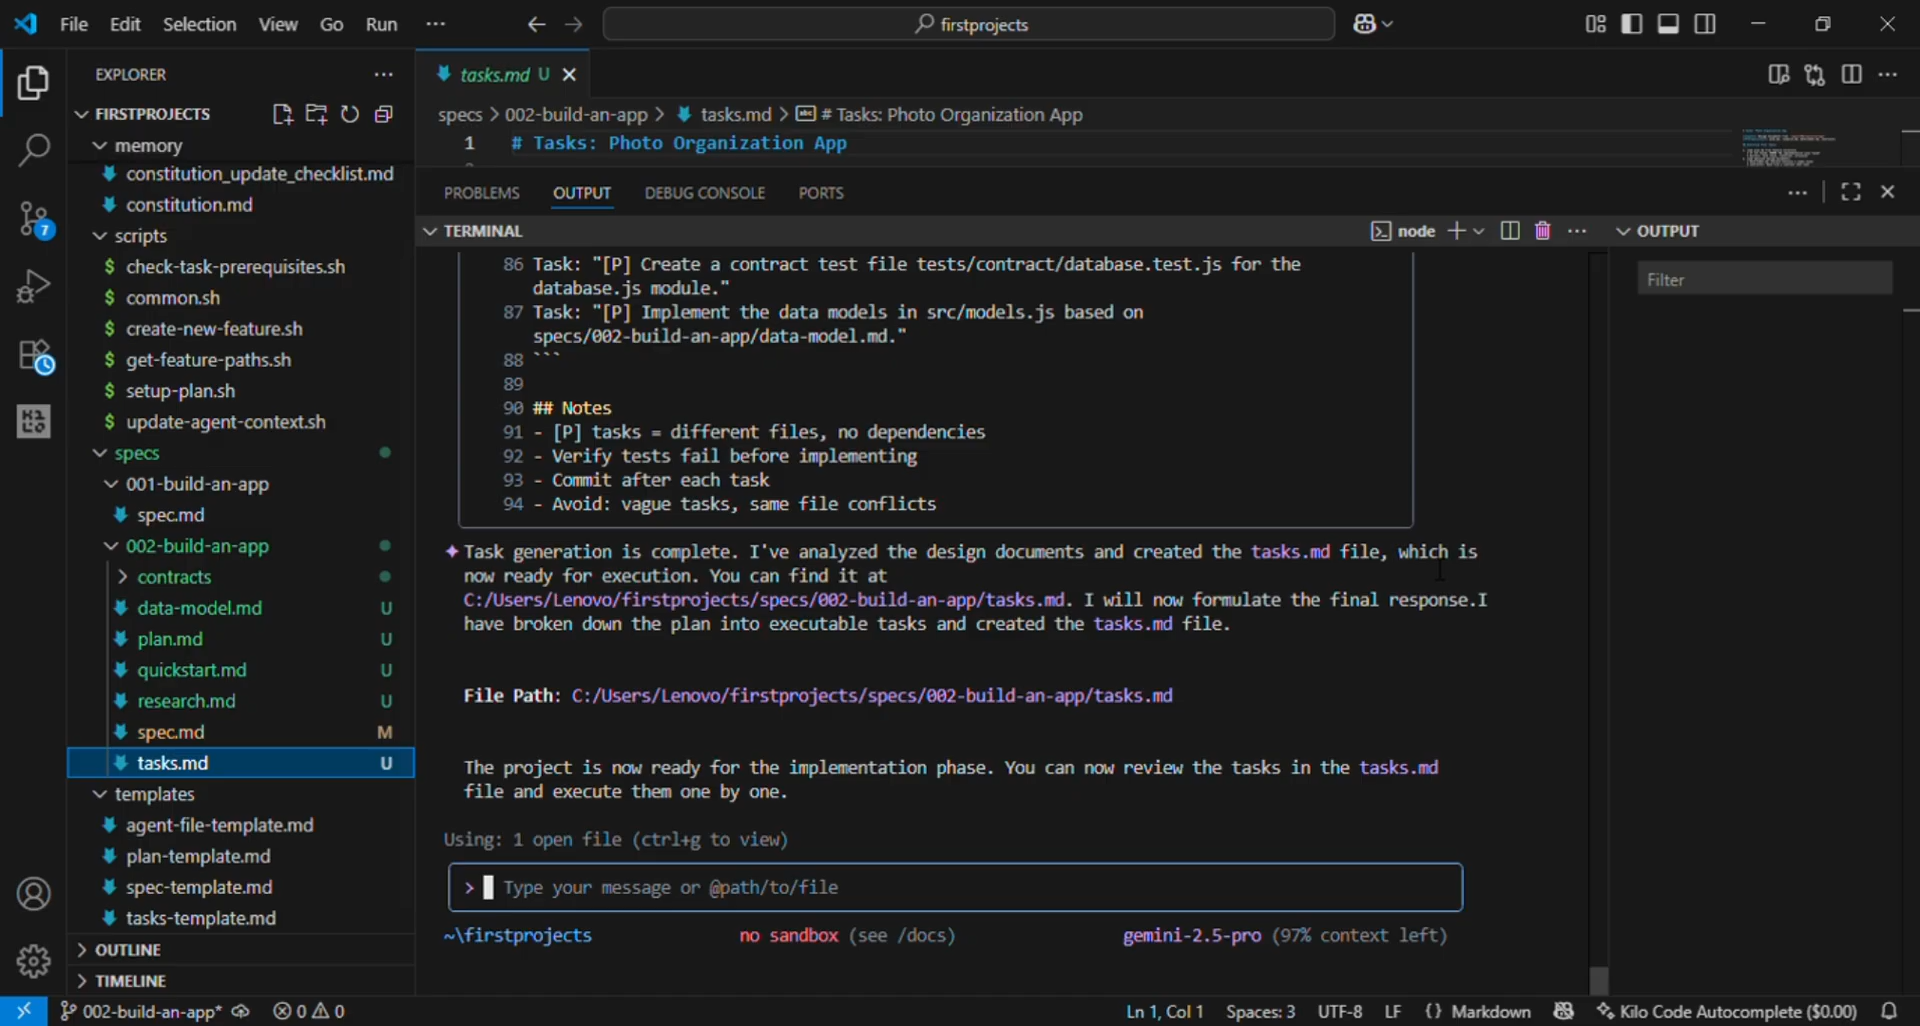 File Edit Selection View Go Run ···
firstprojects
EXPLORER ···
FIRSTPROJECTS
memory
constitution_update_checklist.md
constitution.md
scripts
$ check-task-prerequisites.sh
$ common.sh
$ create-new-feature.sh
$ get-feature-paths.sh
$ setup-plan.sh
$ update-agent-context.sh
specs
001-build-an-app
spec.md
002-build-an-app
contracts
data-model.md U
plan.md U
quickstart.md U
research.md U
spec.md M
tasks.md U
templates
agent-file-template.md
plan-template.md
spec-template.md
tasks-template.md
OUTLINE
TIMELINE
7
tasks.md U
specs > 002-build-an-app > tasks.md > abc # Tasks: Photo Organization App
1 # Tasks: Photo Organization App
PROBLEMS OUTPUT DEBUG CONSOLE PORTS
TERMINAL
node
OUTPUT
Filter
86 Task: "[P] Create a contract test file tests/contract/database.test.js for the
database.js module."
87 Task: "[P] Implement the data models in src/models.js based on
specs/002-build-an-app/data-model.md."
88 ```
89
90 ## Notes
91 - [P] tasks = different files, no dependencies
92 - Verify tests fail before implementing
93 - Commit after each task
94 - Avoid: vague tasks, same file conflicts
Task generation is complete. I've analyzed the design documents and created the tasks.md file, which is
now ready for execution. You can find it at
C:/Users/Lenovo/firstprojects/specs/002-build-an-app/tasks.md. I will now formulate the final response.I
have broken down the plan into executable tasks and created the tasks.md file.
File Path: C:/Users/Lenovo/firstprojects/specs/002-build-an-app/tasks.md
The project is now ready for the implementation phase. You can now review the tasks in the tasks.md
file and execute them one by one.
Using: 1 open file (ctrl+g to view)
> Type your message or @path/to/file
~\firstprojects no sandbox (see /docs) gemini-2.5-pro (97% context left)
002-build-an-app* 0 0 Ln 1, Col 1 Spaces: 3 UTF-8 LF {} Markdown Kilo Code Autocomplete ($0.00)